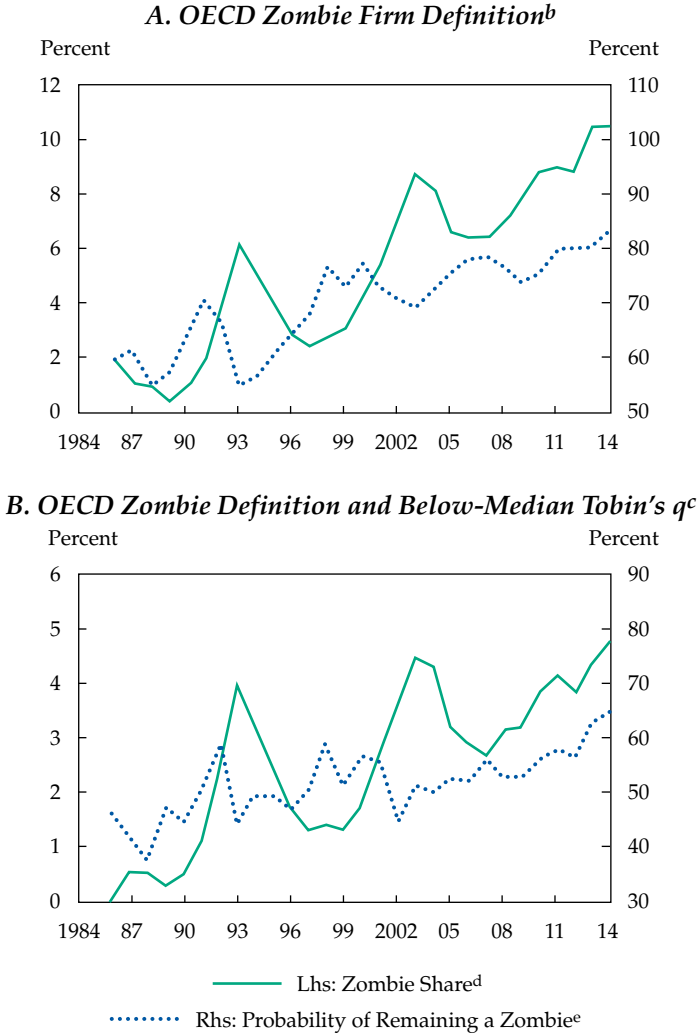 A. OECD Zombie Firm Definitionb
Percent Percent
12 110
10 100
8 90
6 80
4 70
2 60
0 50
1984 87 90 93 96 99 2002 05 08 11 14
B. OECD Zombie Definition and Below-Median Tobin's qc
Percent Percent
6 90
5 80
4 70
3 60
2 50
1 40
0 30
1984 87 90 93 96 99 2002 05 08 11 14
Lhs: Zombie Shared
Rhs: Probability of Remaining a Zombiee